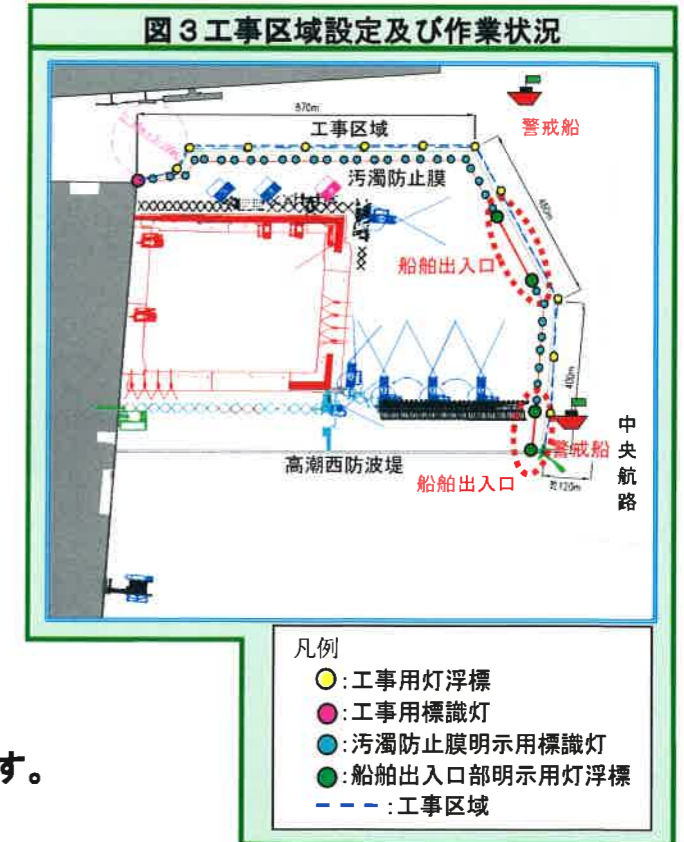 図3工事区域設定及び作業状況
870m
工事区域
警戒船
汚濁防止膜
船舶出入口
400m
中央航路
警戒船
高潮西防波堤
船舶出入口
約120m
凡例
:工事用灯浮標
:工事用標識灯
:汚濁防止膜明示用標識灯
:船舶出入口部明示用灯浮標
:工事区域
す。